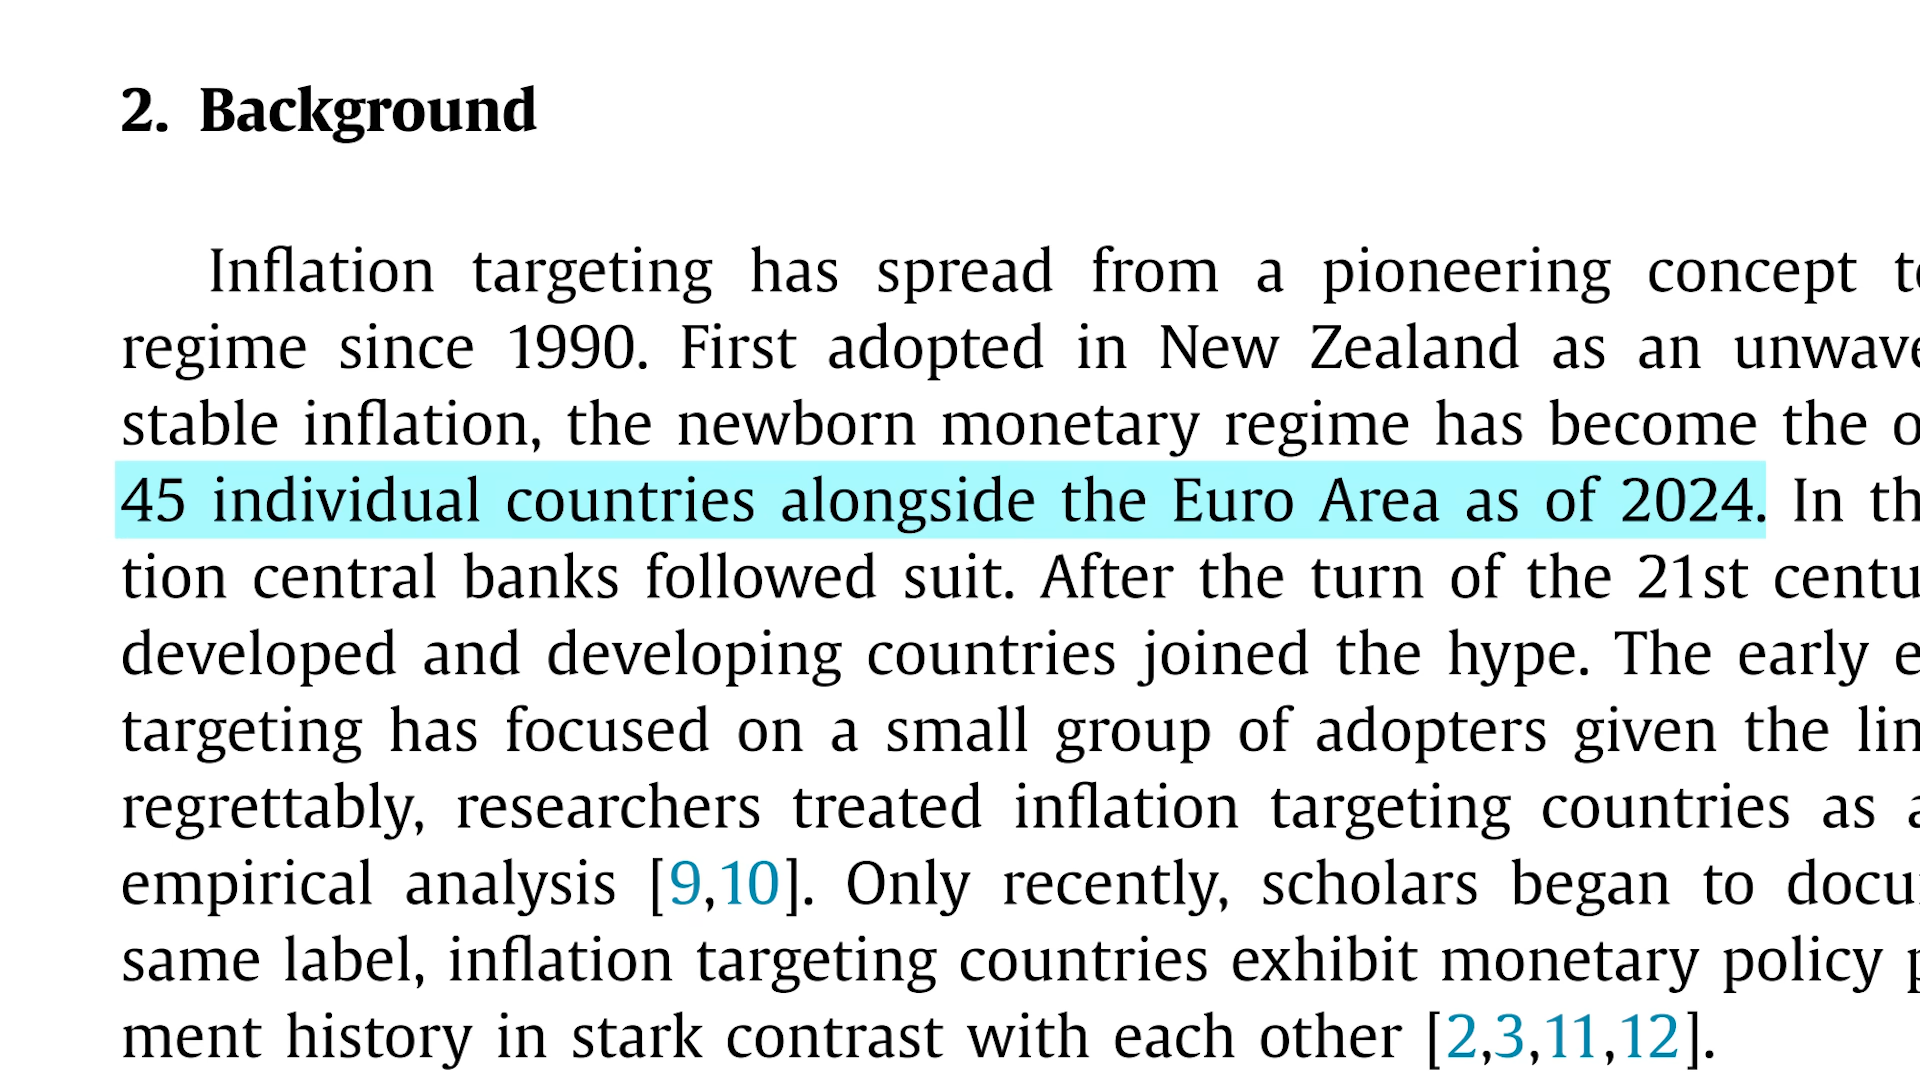 2. Background
Inflation targeting has spread from a pioneering concept
regime since 1990. First adopted in New Zealand as an
stable inflation, the newborn monetary regime has become the
45 individual countries alongside the Euro Area as of 2024. In
tion central banks followed suit. After the turn of the 21st
developed and developing countries joined the hype. The early
targeting has focused on a small group of adopters given the
regrettably, researchers treated inflation targeting countries as
empirical analysis [9,10]. Only recently, scholars began to
same label, inflation targeting countries exhibit monetary policy
ment history in stark contrast with each other [2,3,11,12].